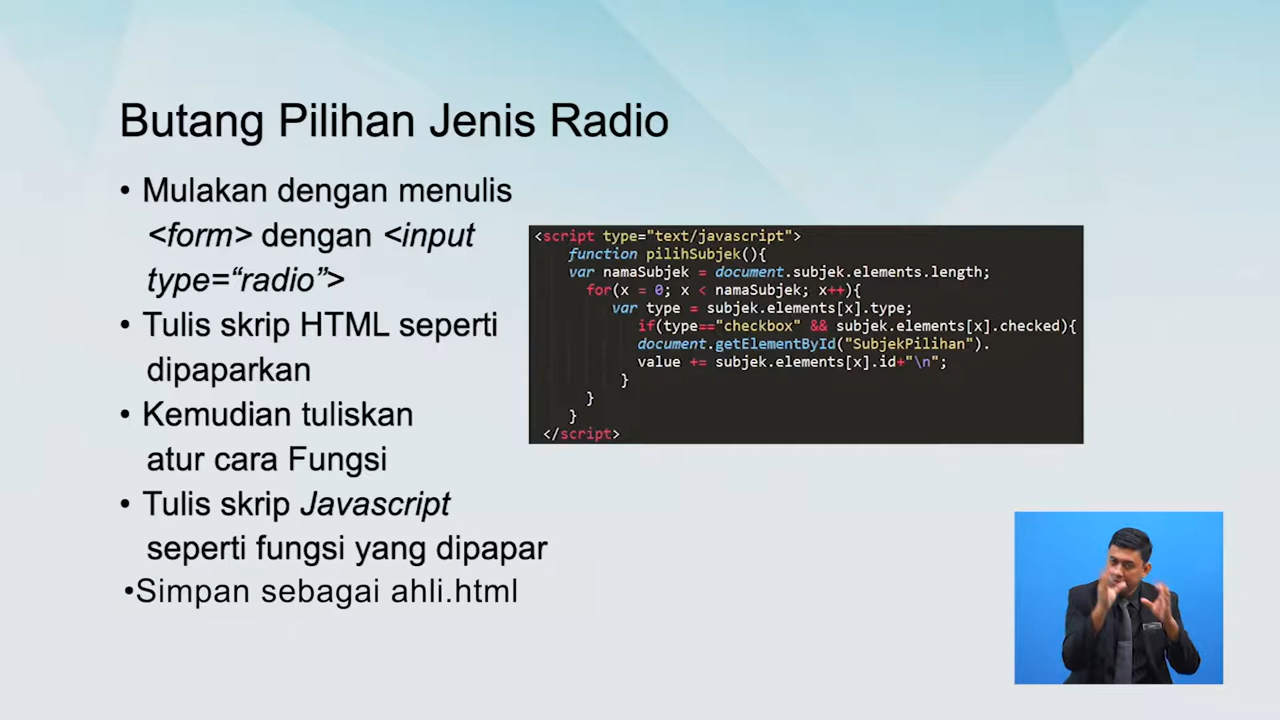 Butang Pilihan Jenis Radio
• Mulakan dengan menulis
<form> dengan <input
type=“radio”>
• Tulis skrip HTML seperti
dipaparkan
• Kemudian tuliskan
atur cara Fungsi
• Tulis skrip Javascript
seperti fungsi yang dipapar
•Simpan sebagai ahli.html
<script type="text/javascript">
function pilihSubjek(){
var namaSubjek = document.subjek.elements.length;
for(x = 0; x < namaSubjek; x++){
var type = subjek.elements[x].type;
if(type=="checkbox" && subjek.elements[x].checked){
document.getElementById("SubjekPilihan").
value += subjek.elements[x].id+"\n";
}
}
}
</script>